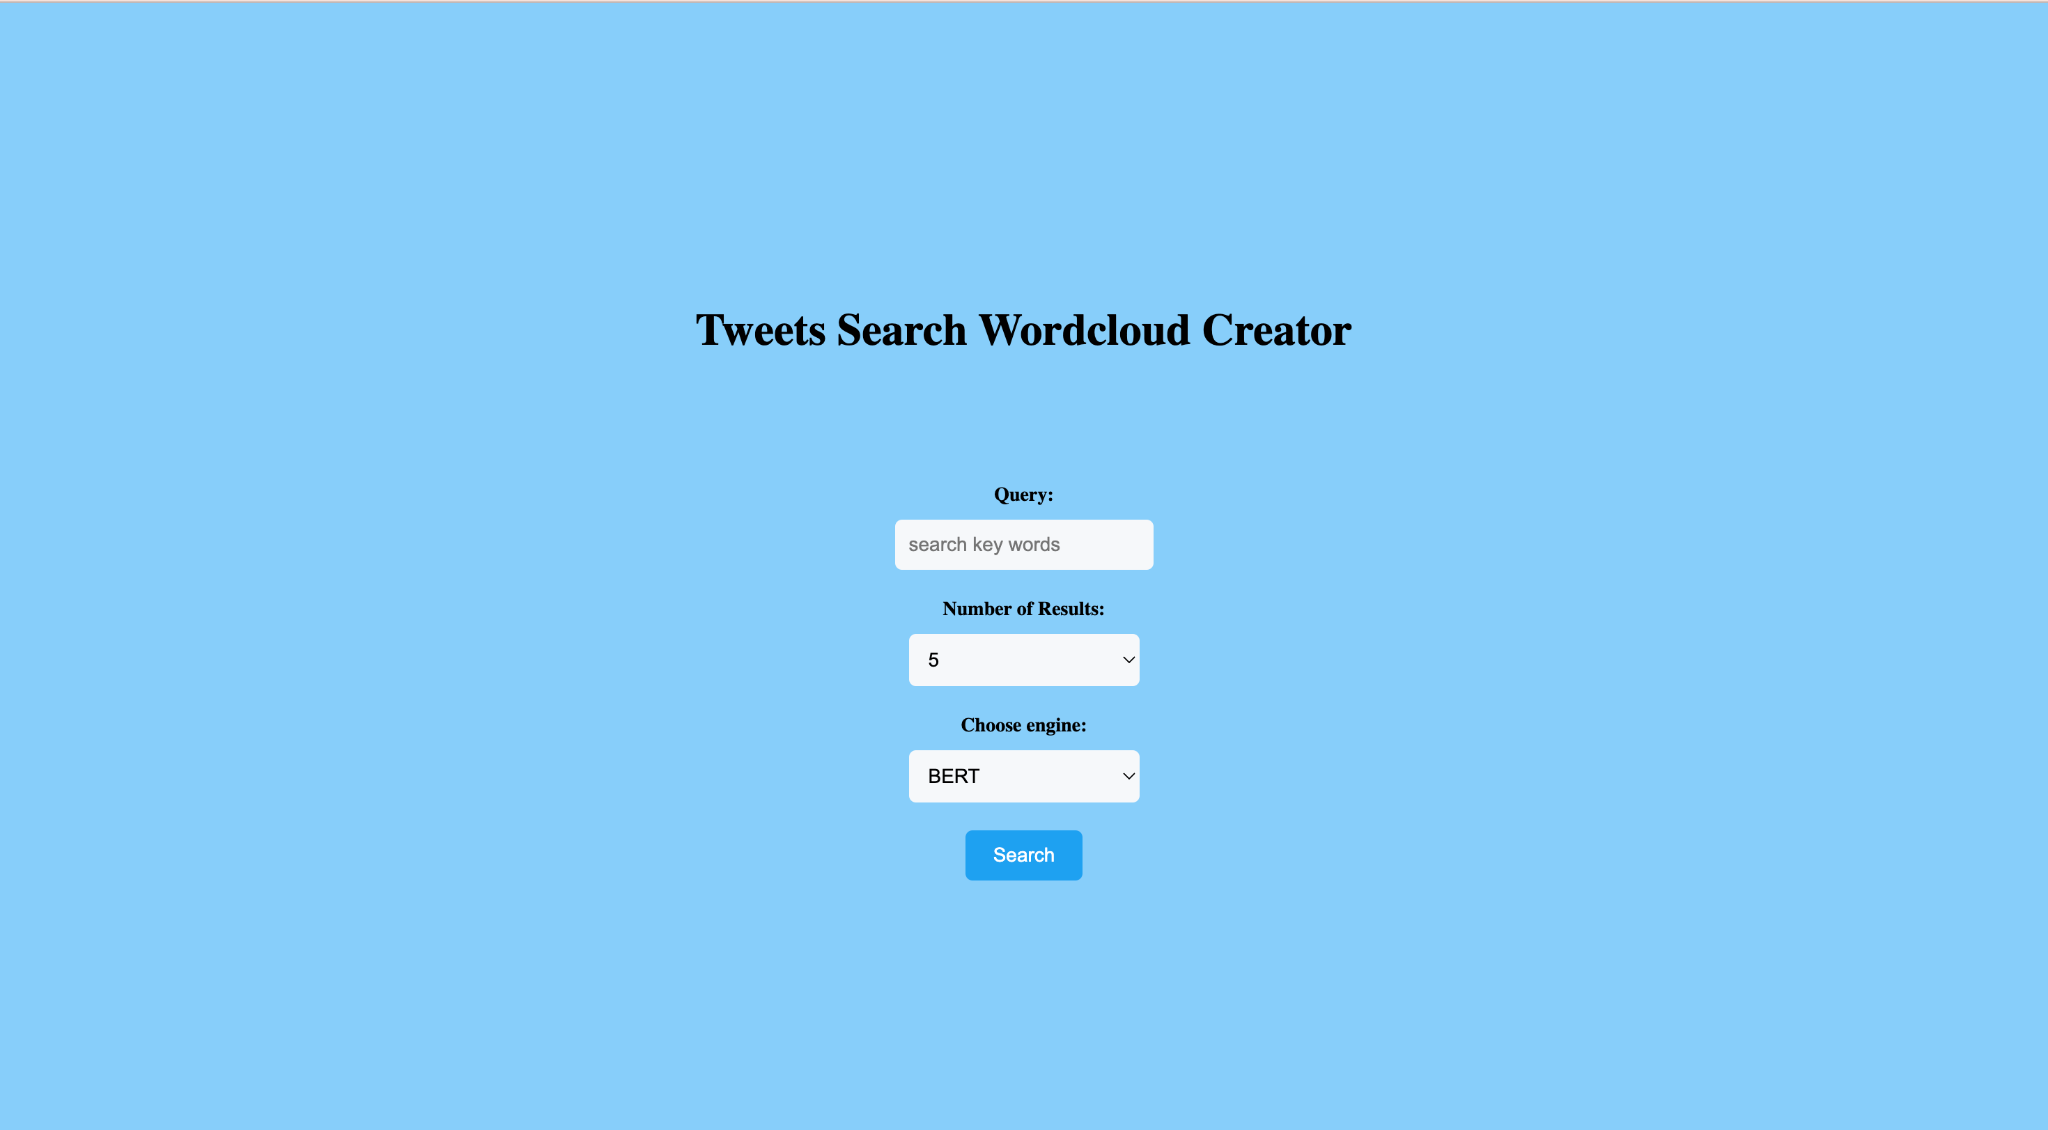 Tweets Search Wordcloud Creator
Query:
search key words
Number of Results:
5
Choose engine:
BERT
Search